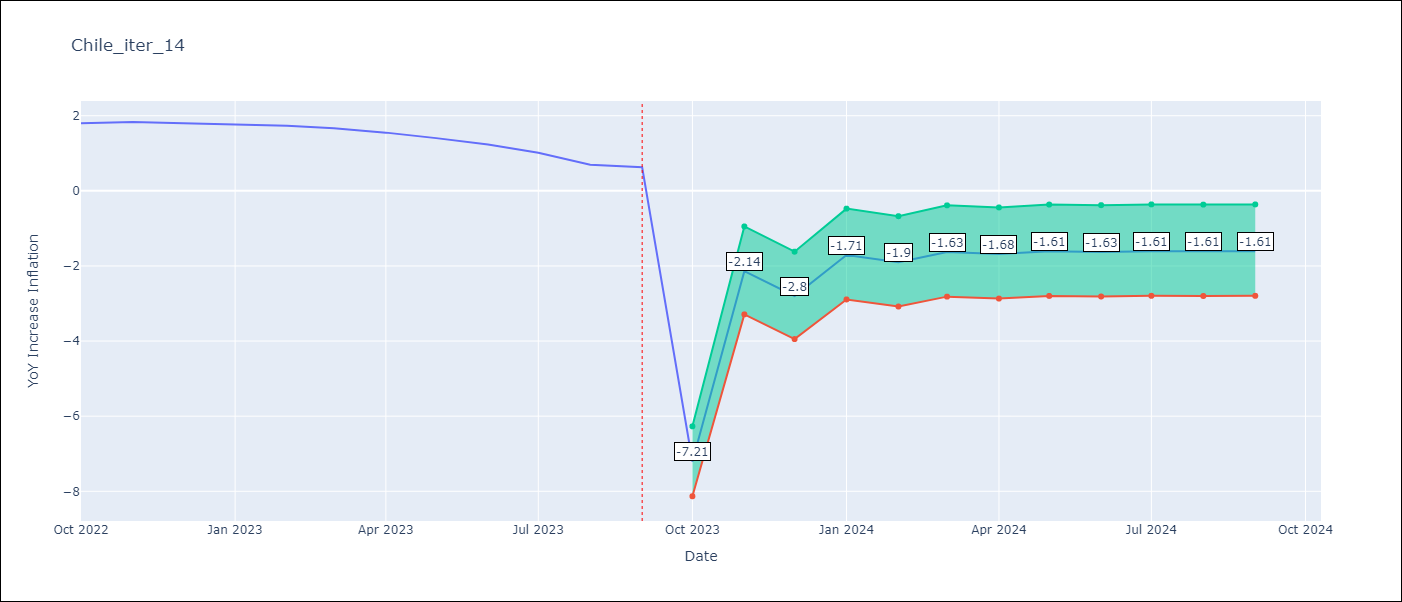 Chile_iter_14
YoY Increase Inflation
2
0
−2
−4
−6
−8
-7.21
-2.14
-2.8
-1.71
-1.9
-1.63
-1.68
-1.61
-1.63
-1.61
-1.61
-1.61
Oct 2022
Jan 2023
Apr 2023
Jul 2023
Oct 2023
Jan 2024
Apr 2024
Jul 2024
Oct 2024
Date